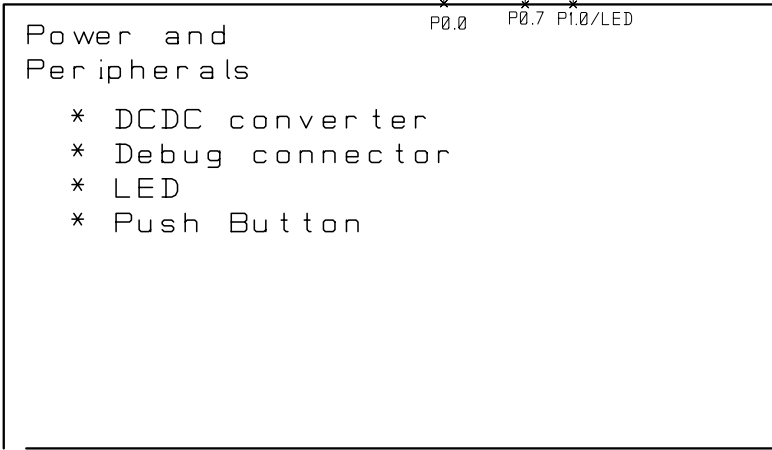 P0.0 P0.7 P1.0/LED
Power and
Peripherals
* DCDC converter
* Debug connector
* LED
* Push Button